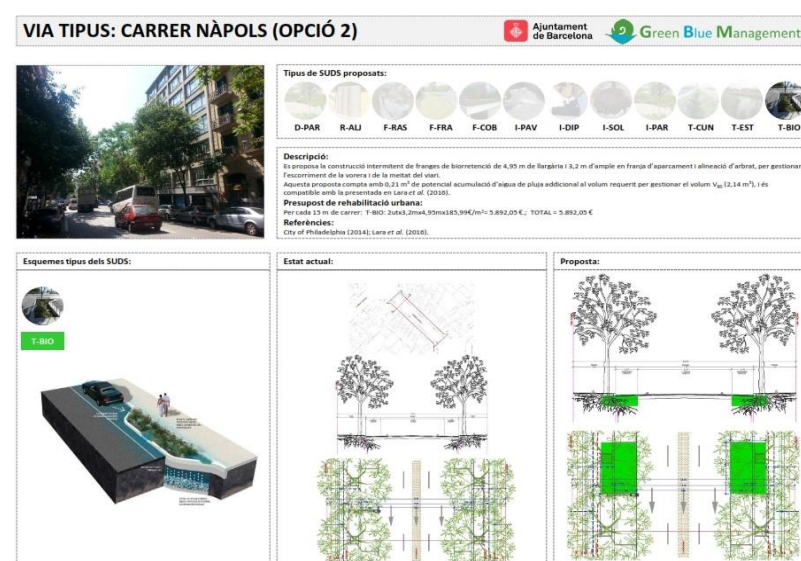 VIA TIPUS: CARRER NÀPOLS (OPCIÓ 2)
Ajuntament
de Barcelona
Green Blue Management
Tipus de SUDS proposats:
D-PAR R-ALJ F-RAS F-FRA F-COB I-PAV I-DIP I-SOL I-PAR T-CUN T-EST T-BIO
Descripció:
Es proposa la construcció intermitent de franges de biorretenció de 4,95 m de llargària i 3,2 m d'ample en franja d'aparcament i alineació d'arbrat, per gestionar
l'escorriment de la vorera i de la meitat del viari.
Aquesta proposta compta amb 0,21 m³ de potencial acumulació d'aigua de pluja addicional al volum requerit per gestionar el volum V₈₀ (2,14 m³), i és
compatible amb la presentada en Lara et al. (2016).
Presupost de rehabilitació urbana:
Per cada 15 m de carrer: T-BIO: 2utx3,2mx4,95mx185,99€/m²= 5.892,05 €.; TOTAL = 5.892,05 €
Referències:
City of Philadelphia (2014); Lara et al. (2016).
Esquemes tipus dels SUDS:
Estat actual:
Proposta:
T-BIO